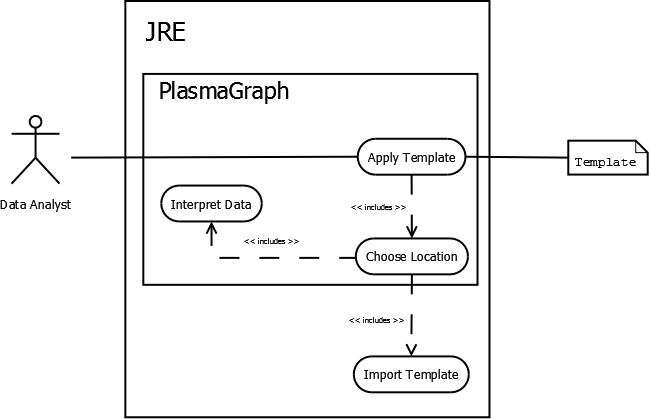 JRE
PlasmaGraph
Apply Template
Template
Data Analyst
Interpret Data
<< includes >>
<< includes >>
Choose Location
<< includes >>
Import Template